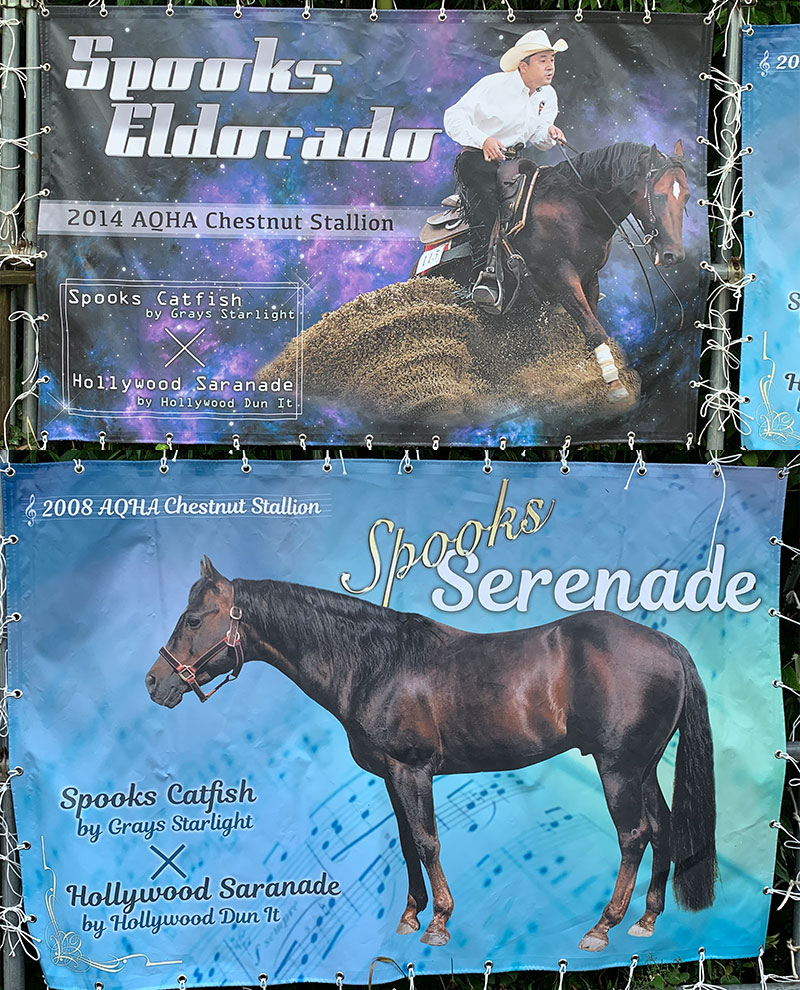 Spooks
Eldorado
2014 AQHA Chestnut Stallion
Spooks Catfish
by Grays Starlight
X
Hollywood Saranade
by Hollywood Dun It
20
S
H
2008 AQHA Chestnut Stallion
Spooks
Serenade
Spooks Catfish
by Grays Starlight
X
Hollywood Saranade
by Hollywood Dun It